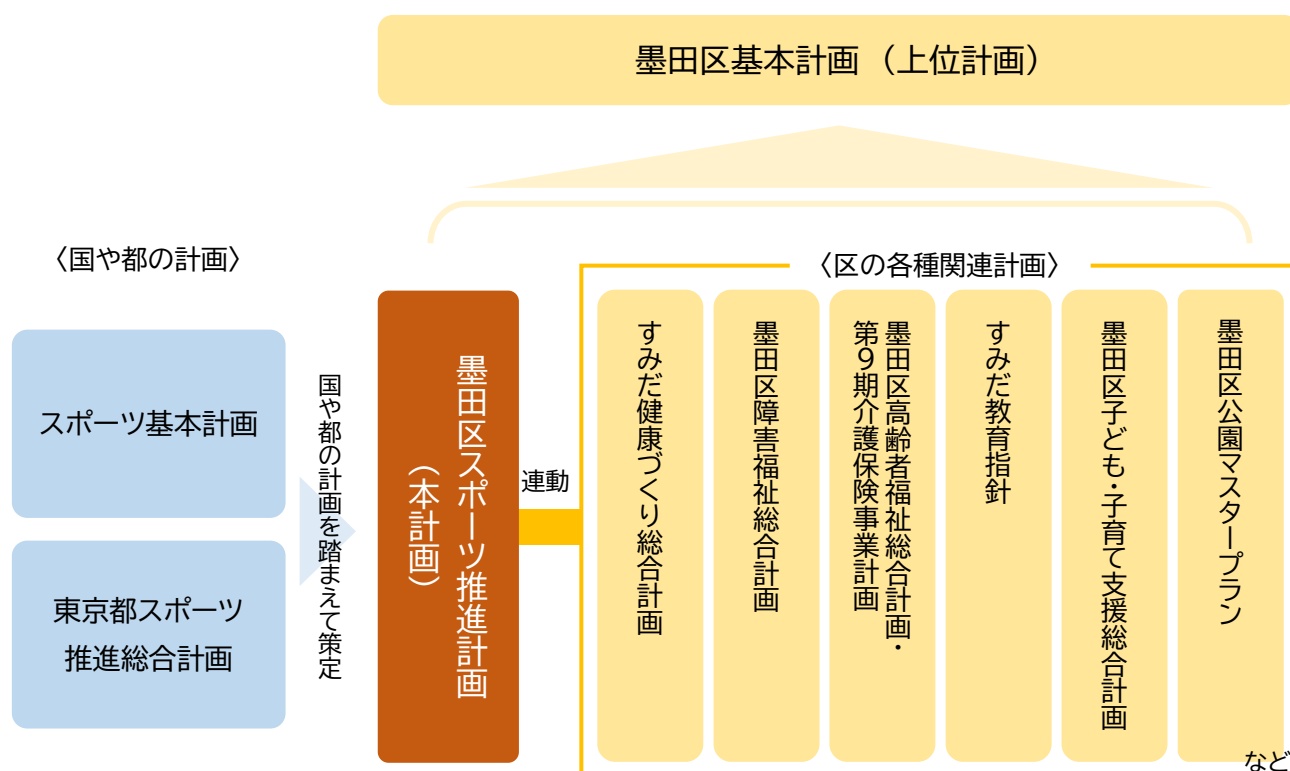 墨田区基本計画（上位計画）
〈国や都の計画〉
スポーツ基本計画
東京都スポーツ
推進総合計画
国や都の計画を踏まえて策定
墨田区スポーツ推進計画
（本計画）
連動
〈区の各種関連計画〉
すみだ健康づくり総合計画
墨田区障害福祉総合計画
墨田区高齢者福祉総合計画・
第９期介護保険事業計画
すみだ教育指針
墨田区子ども・子育て支援総合計画
墨田区公園マスタープラン
など